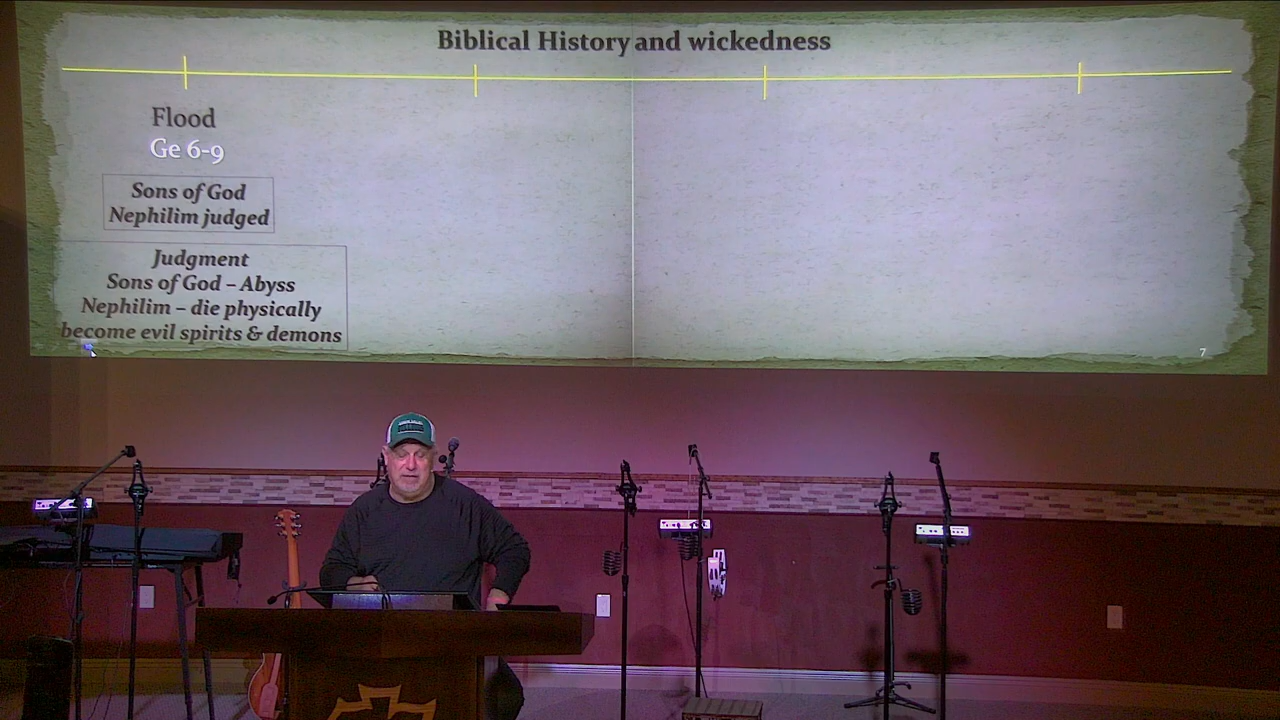 Biblical History and wickedness
Flood
Ge 6-9
Sons of God
Nephilim judged
Judgment
Sons of God – Abyss
Nephilim – die physically
become evil spirits & demons
7